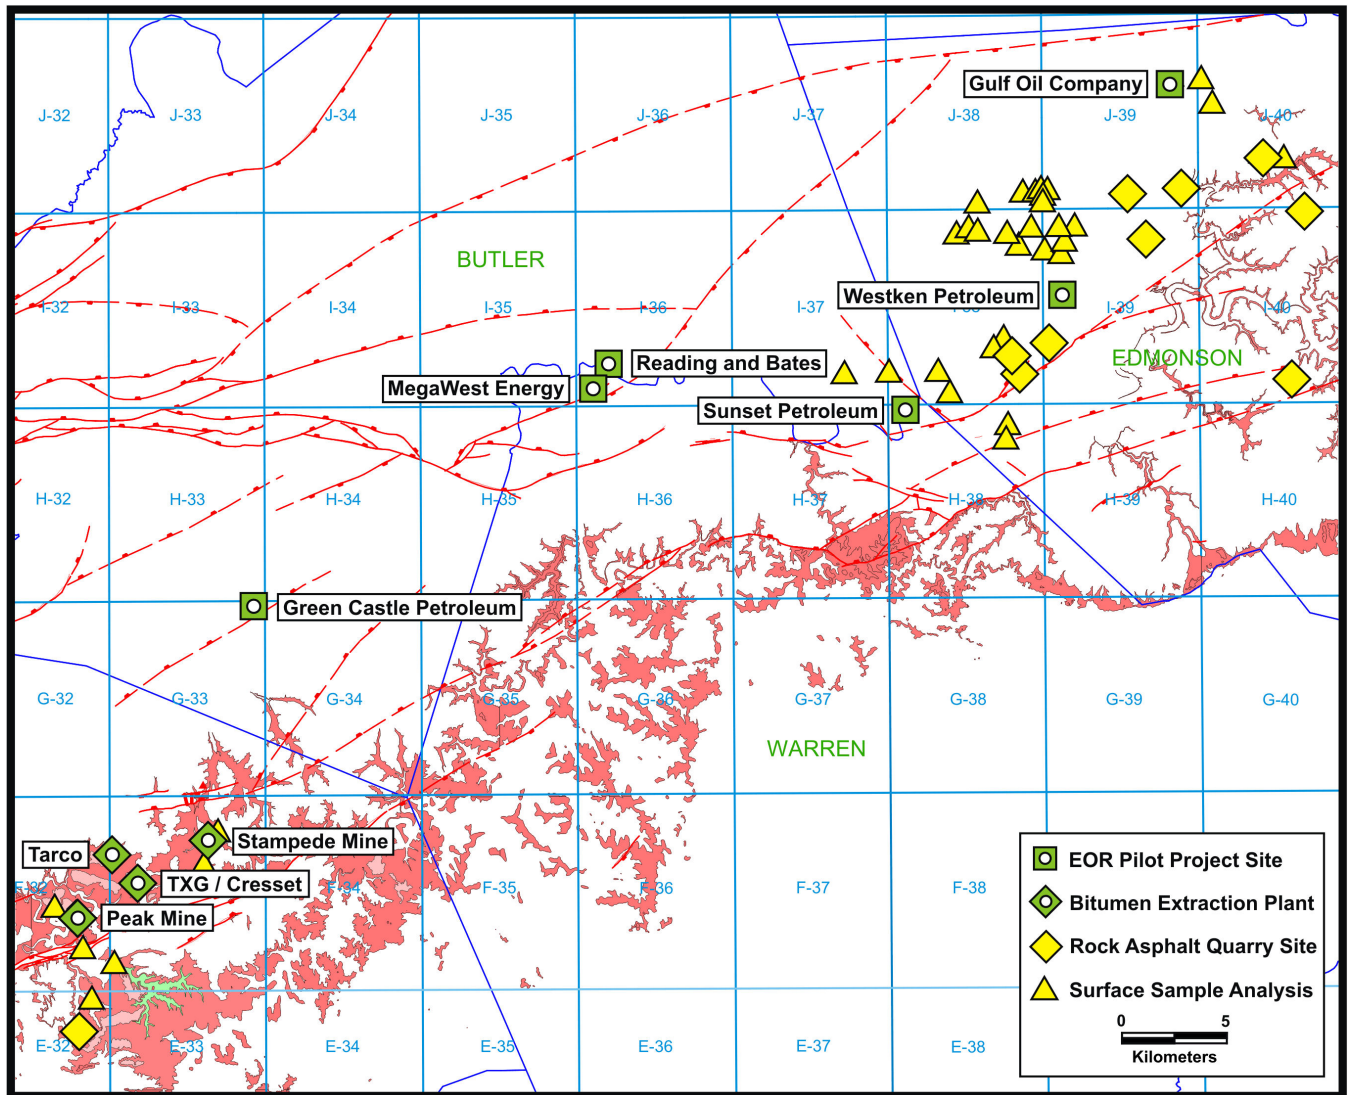 Gulf Oil Company
J-32
J-33
J-34
J-35
J-36
J-37
J-38
J-39
J-40
BUTLER
Westken Petroleum
I-32
I-33
I-34
I-35
I-36
I-37
I-39
I-40
EDMONSON
Reading and Bates
MegaWest Energy
Sunset Petroleum
H-32
H-33
H-34
H-35
H-36
H-37
H-38
H-39
H-40
Green Castle Petroleum
G-32
G-33
G-34
G-35
G-36
G-37
G-38
G-39
G-40
WARREN
Stampede Mine
Tarco
TXG / Cresset
F-32
F-34
F-35
F-36
F-37
F-38
Peak Mine
E-32
E-33
E-34
E-35
E-36
E-37
E-38
EOR Pilot Project Site
Bitumen Extraction Plant
Rock Asphalt Quarry Site
Surface Sample Analysis
0 5
Kilometers